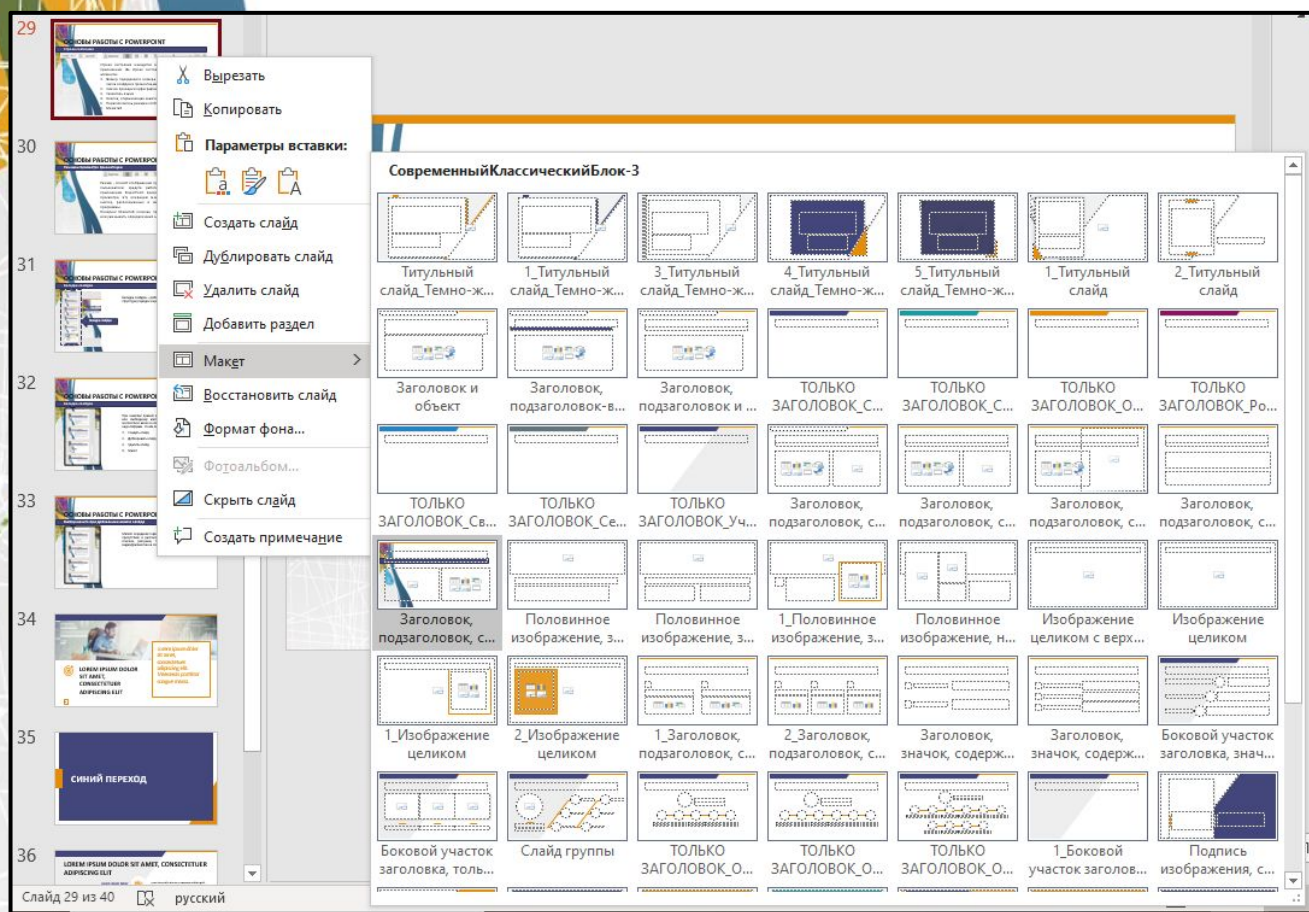 29
ОСНОВЫ РАБОТЫ С POWERPOINT
30
ОСНОВЫ РАБОТЫ С POWERPOI
31
ОСНОВЫ РАБОТЫ С POWERPO
32
ОСНОВЫ РАБОТЫ С POWERPO
33
ОСНОВЫ РАБОТЫ С POWERPO
34
LOREM IPSUM DOLOR
SIT AMET,
CONSECTETUER
ADIPISCING ELIT
35
СИНИЙ ПЕРЕХОД
36
LOREM IPSUM DOLOR SIT AMET, CONSECTETUER
ADIPISCING ELIT
Вырезать
Копировать
Параметры вставки:
Создать слайд
Дублировать слайд
Удалить слайд
Добавить раздел
Макет
Восстановить слайд
Формат фона...
Фотоальбом...
Скрыть слайд
Создать примечание
СовременныйКлассическийБлок-3
Титульный слайд_Темно-ж...
1_Титульный слайд_Темно-ж...
3_Титульный слайд_Темно-ж...
4_Титульный слайд_Темно-ж...
5_Титульный слайд_Темно-ж...
1_Титульный слайд
2_Титульный слайд
Заголовок и объект
Заголовок, подзаголовок-в...
Заголовок, подзаголовок и ...
ТОЛЬКО ЗАГОЛОВОК_С...
ТОЛЬКО ЗАГОЛОВОК_С...
ТОЛЬКО ЗАГОЛОВОК_О...
ТОЛЬКО ЗАГОЛОВОК_Ро...
ТОЛЬКО ЗАГОЛОВОК_Св...
ТОЛЬКО ЗАГОЛОВОК_Се...
ТОЛЬКО ЗАГОЛОВОК_Уч...
Заголовок, подзаголовок, с...
Заголовок, подзаголовок, с...
Заголовок, подзаголовок, с...
Заголовок, подзаголовок, с...
Заголовок, подзаголовок, с...
Половинное изображение, з...
Половинное изображение, з...
1_Половинное изображение, з...
Половинное изображение, н...
Изображение целиком с верх...
Изображение целиком
1_Изображение целиком
2_Изображение целиком
1_Заголовок, подзаголовок, с...
2_Заголовок, подзаголовок, с...
Заголовок, значок, содерж...
Заголовок, значок, содерж...
Боковой участок заголовка, знач...
Боковой участок заголовка, толь...
Слайд группы
ТОЛЬКО ЗАГОЛОВОК_О...
ТОЛЬКО ЗАГОЛОВОК_О...
ТОЛЬКО ЗАГОЛОВОК_О...
1_Боковой участок заголов...
Подпись изображения, с...
Слайд 29 из 40
русский